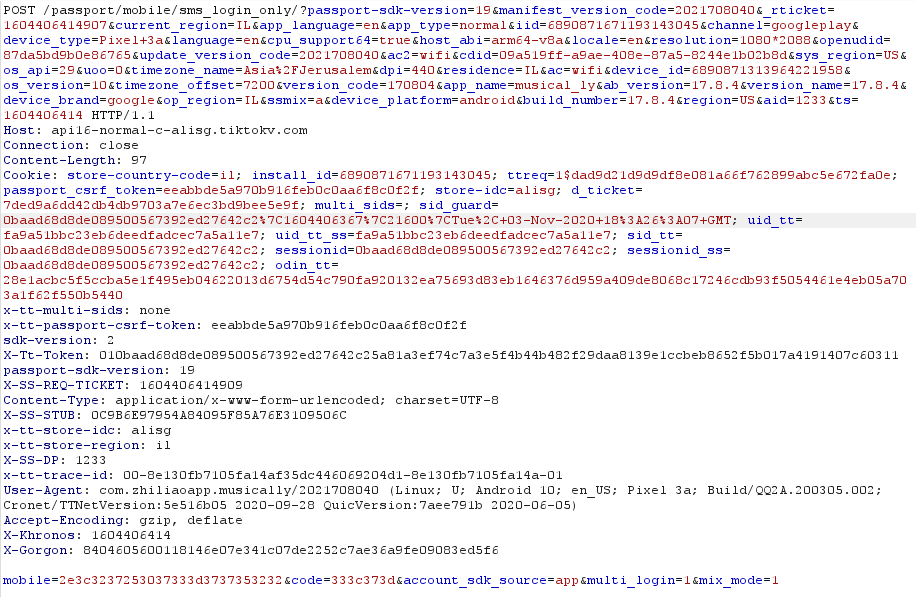 POST /passport/mobile/sms_login_only/?passport-sdk-version=19&manifest_version_code=2021708040&_rticket=
1604406414907&current_region=IL&app_language=en&app_type=normal&iid=6890871671193143045&channel=googleplay&
device_type=Pixel+3a&language=en&cpu_support64=true&host_abi=arm64-v8a&locale=en&resolution=1080*2088&openudid=
87da5bd9b0e86765&update_version_code=2021708040&ac2=wifi&cdid=09a519ff-a9ae-408e-87a5-8244e1b02b8d&sys_region=US&
os_api=29&uoo=0&timezone_name=Asia%2FJerusalem&dpi=440&residence=IL&ac=wifi&device_id=6890871313964221958&
os_version=10&timezone_offset=7200&version_code=170804&app_name=musical_ly&ab_version=17.8.4&version_name=17.8.4&
device_brand=google&op_region=IL&ssmix=a&device_platform=android&build_number=17.8.4&region=US&aid=1233&ts=
1604406414 HTTP/1.1
Host: api16-normal-c-alisg.tiktokv.com
Connection: close
Content-Length: 97
Cookie: store-country-code=il; install_id=6890871671193143045; ttreq=1$dad9d21d9d9df8e081a66f762899abc5e672fa0e;
passport_csrf_token=eeabbde5a970b916feb0c0aa6f8c0f2f; store-idc=alisg; d_ticket=
7ded9a6dd42db4db9703a7e6ec3bd9bee5e9f; multi_sids=; sid_guard=
0baad68d8de089500567392ed27642c2%7C1604406367%7C21600%7CTue%2C+03-Nov-2020+18%3A26%3A07+GMT; uid_tt=
fa9a51bbc23eb6deedfadcec7a5a11e7; uid_tt_ss=fa9a51bbc23eb6deedfadcec7a5a11e7; sid_tt=
0baad68d8de089500567392ed27642c2; sessionid=0baad68d8de089500567392ed27642c2; sessionid_ss=
0baad68d8de089500567392ed27642c2; odin_tt=
28e1acbc5f5ccba5e1f495eb04622013d6754d54c790fa920132ea75693d83eb1646376d959a409de8068c17246cdb93f5054461e4eb05a70
3a1f62f550b5440
x-tt-multi-sids: none
x-tt-passport-csrf-token: eeabbde5a970b916feb0c0aa6f8c0f2f
sdk-version: 2
X-Tt-Token: 010baad68d8de089500567392ed27642c25a81a3ef74c7a3e5f4b44b482f29daa8139e1ccbeb8652f5b017a4191407c60311
passport-sdk-version: 19
X-SS-REQ-TICKET: 1604406414909
Content-Type: application/x-www-form-urlencoded; charset=UTF-8
X-SS-STUB: 0C9B6E97954A84095F85A76E3109506C
x-tt-store-idc: alisg
x-tt-store-region: il
X-SS-DP: 1233
x-tt-trace-id: 00-8e130fb7105fa14af35dc446069204d1-8e130fb7105fa14a-01
User-Agent: com.zhiliaoapp.musically/2021708040 (Linux; U; Android 10; en_US; Pixel 3a; Build/QQ2A.200305.002;
Cronet/TTNetVersion:5e516b05 2020-09-28 QuicVersion:7aee791b 2020-06-05)
Accept-Encoding: gzip, deflate
X-Khronos: 1604406414
X-Gorgon: 8404605600118146e07e341c07de2252c7ae36a9fe09083ed5f6
mobile=2e3c3237253037333d3737353232&code=333c373d&account_sdk_source=app&multi_login=1&mix_mode=1